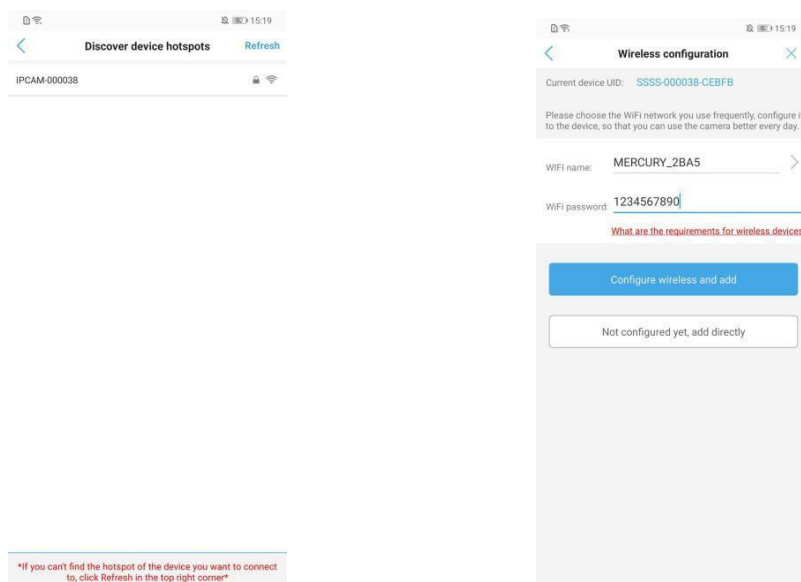 15:19
Discover device hotspots
Refresh
IPCAM-000038
*If you can't find the hotspot of the device you want to connect
to, click Refresh in the top right corner*
15:19
Wireless configuration
Current device UID: SSSS-000038-CEBFB
Please choose the WiFi network you use frequently, configure i
to the device, so that you can use the camera better every day.
WIFI name: MERCURY_2BA5
WiFi password: 1234567890
What are the requirements for wireless devices
Configure wireless and add
Not configured yet, add directly